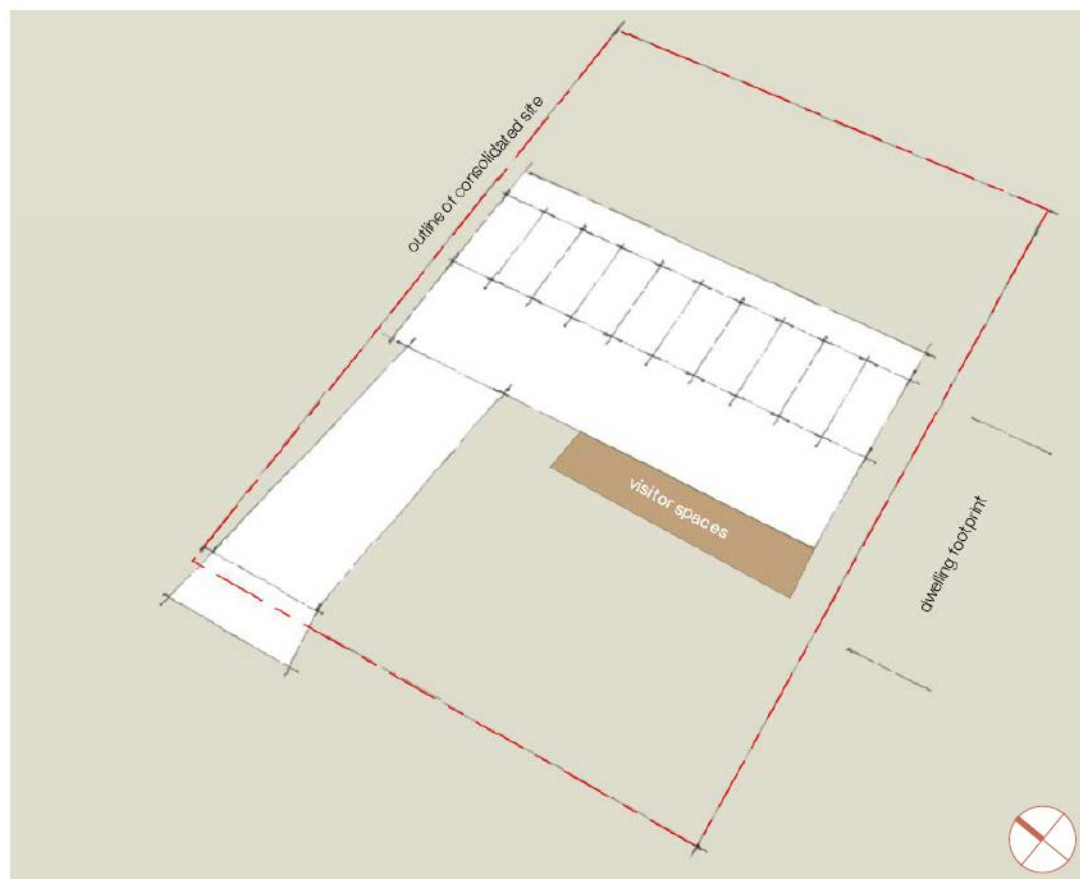 outline of consolidated site
visitor spaces
dwelling footprint